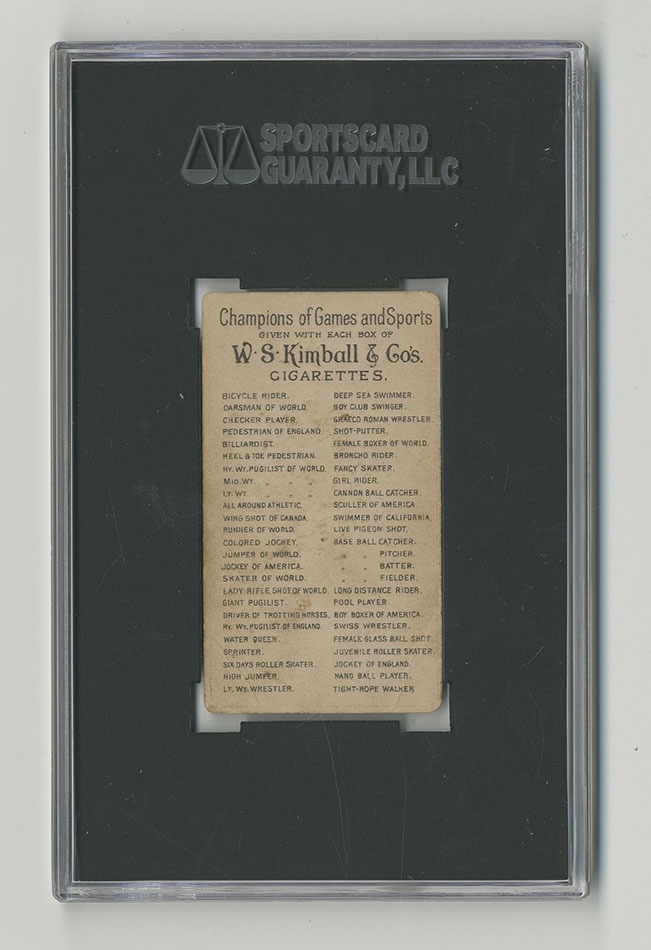 SPORTSCARD
GUARANTY, LLC
Champions of Games and Sports
GIVEN WITH EACH BOX OF
W. S. Kimball & Co's.
CIGARETTES.
BICYCLE RIDER.
OARSMAN OF WORLD.
CHECKER PLAYER.
PEDESTRIAN OF ENGLAND.
BILLIARDIST.
HEEL & TOE PEDESTRIAN.
HY. WT. PUGILIST OF WORLD.
MID. WT. " " "
LT. WT. " " "
ALL AROUND ATHLETIC.
WING SHOT OF CANADA.
RUNNER OF WORLD.
COLORED JOCKEY.
JUMPER OF WORLD.
JOCKEY OF AMERICA.
SKATER OF WORLD.
LADY RIFLE SHOT OF WORLD.
GIANT PUGILIST.
DRIVER OF TROTTING HORSES.
HY. WT. PUGILIST OF ENGLAND.
WATER QUEEN.
SPRINTER.
SIX DAYS ROLLER SKATER.
HIGH JUMPER.
LT. WT. WRESTLER.
DEEP SEA SWIMMER.
BOY CLUB SWINGER.
GRAECO ROMAN WRESTLER.
SHOT-PUTTER.
FEMALE BOXER OF WORLD.
BRONCHO RIDER.
FANCY SKATER.
GIRL RIDER.
CANNON BALL CATCHER.
SCULLER OF AMERICA.
SWIMMER OF CALIFORNIA.
LIVE PIGEON SHOT.
BASE BALL CATCHER.
" " PITCHER.
" " BATTER.
" " FIELDER.
LONG DISTANCE RIDER.
POOL PLAYER.
BOY BOXER OF AMERICA.
SWISS WRESTLER.
FEMALE GLASS BALL SHOT.
JUVENILE ROLLER SKATER.
JOCKEY OF ENGLAND.
HAND BALL PLAYER.
TIGHT-ROPE WALKER